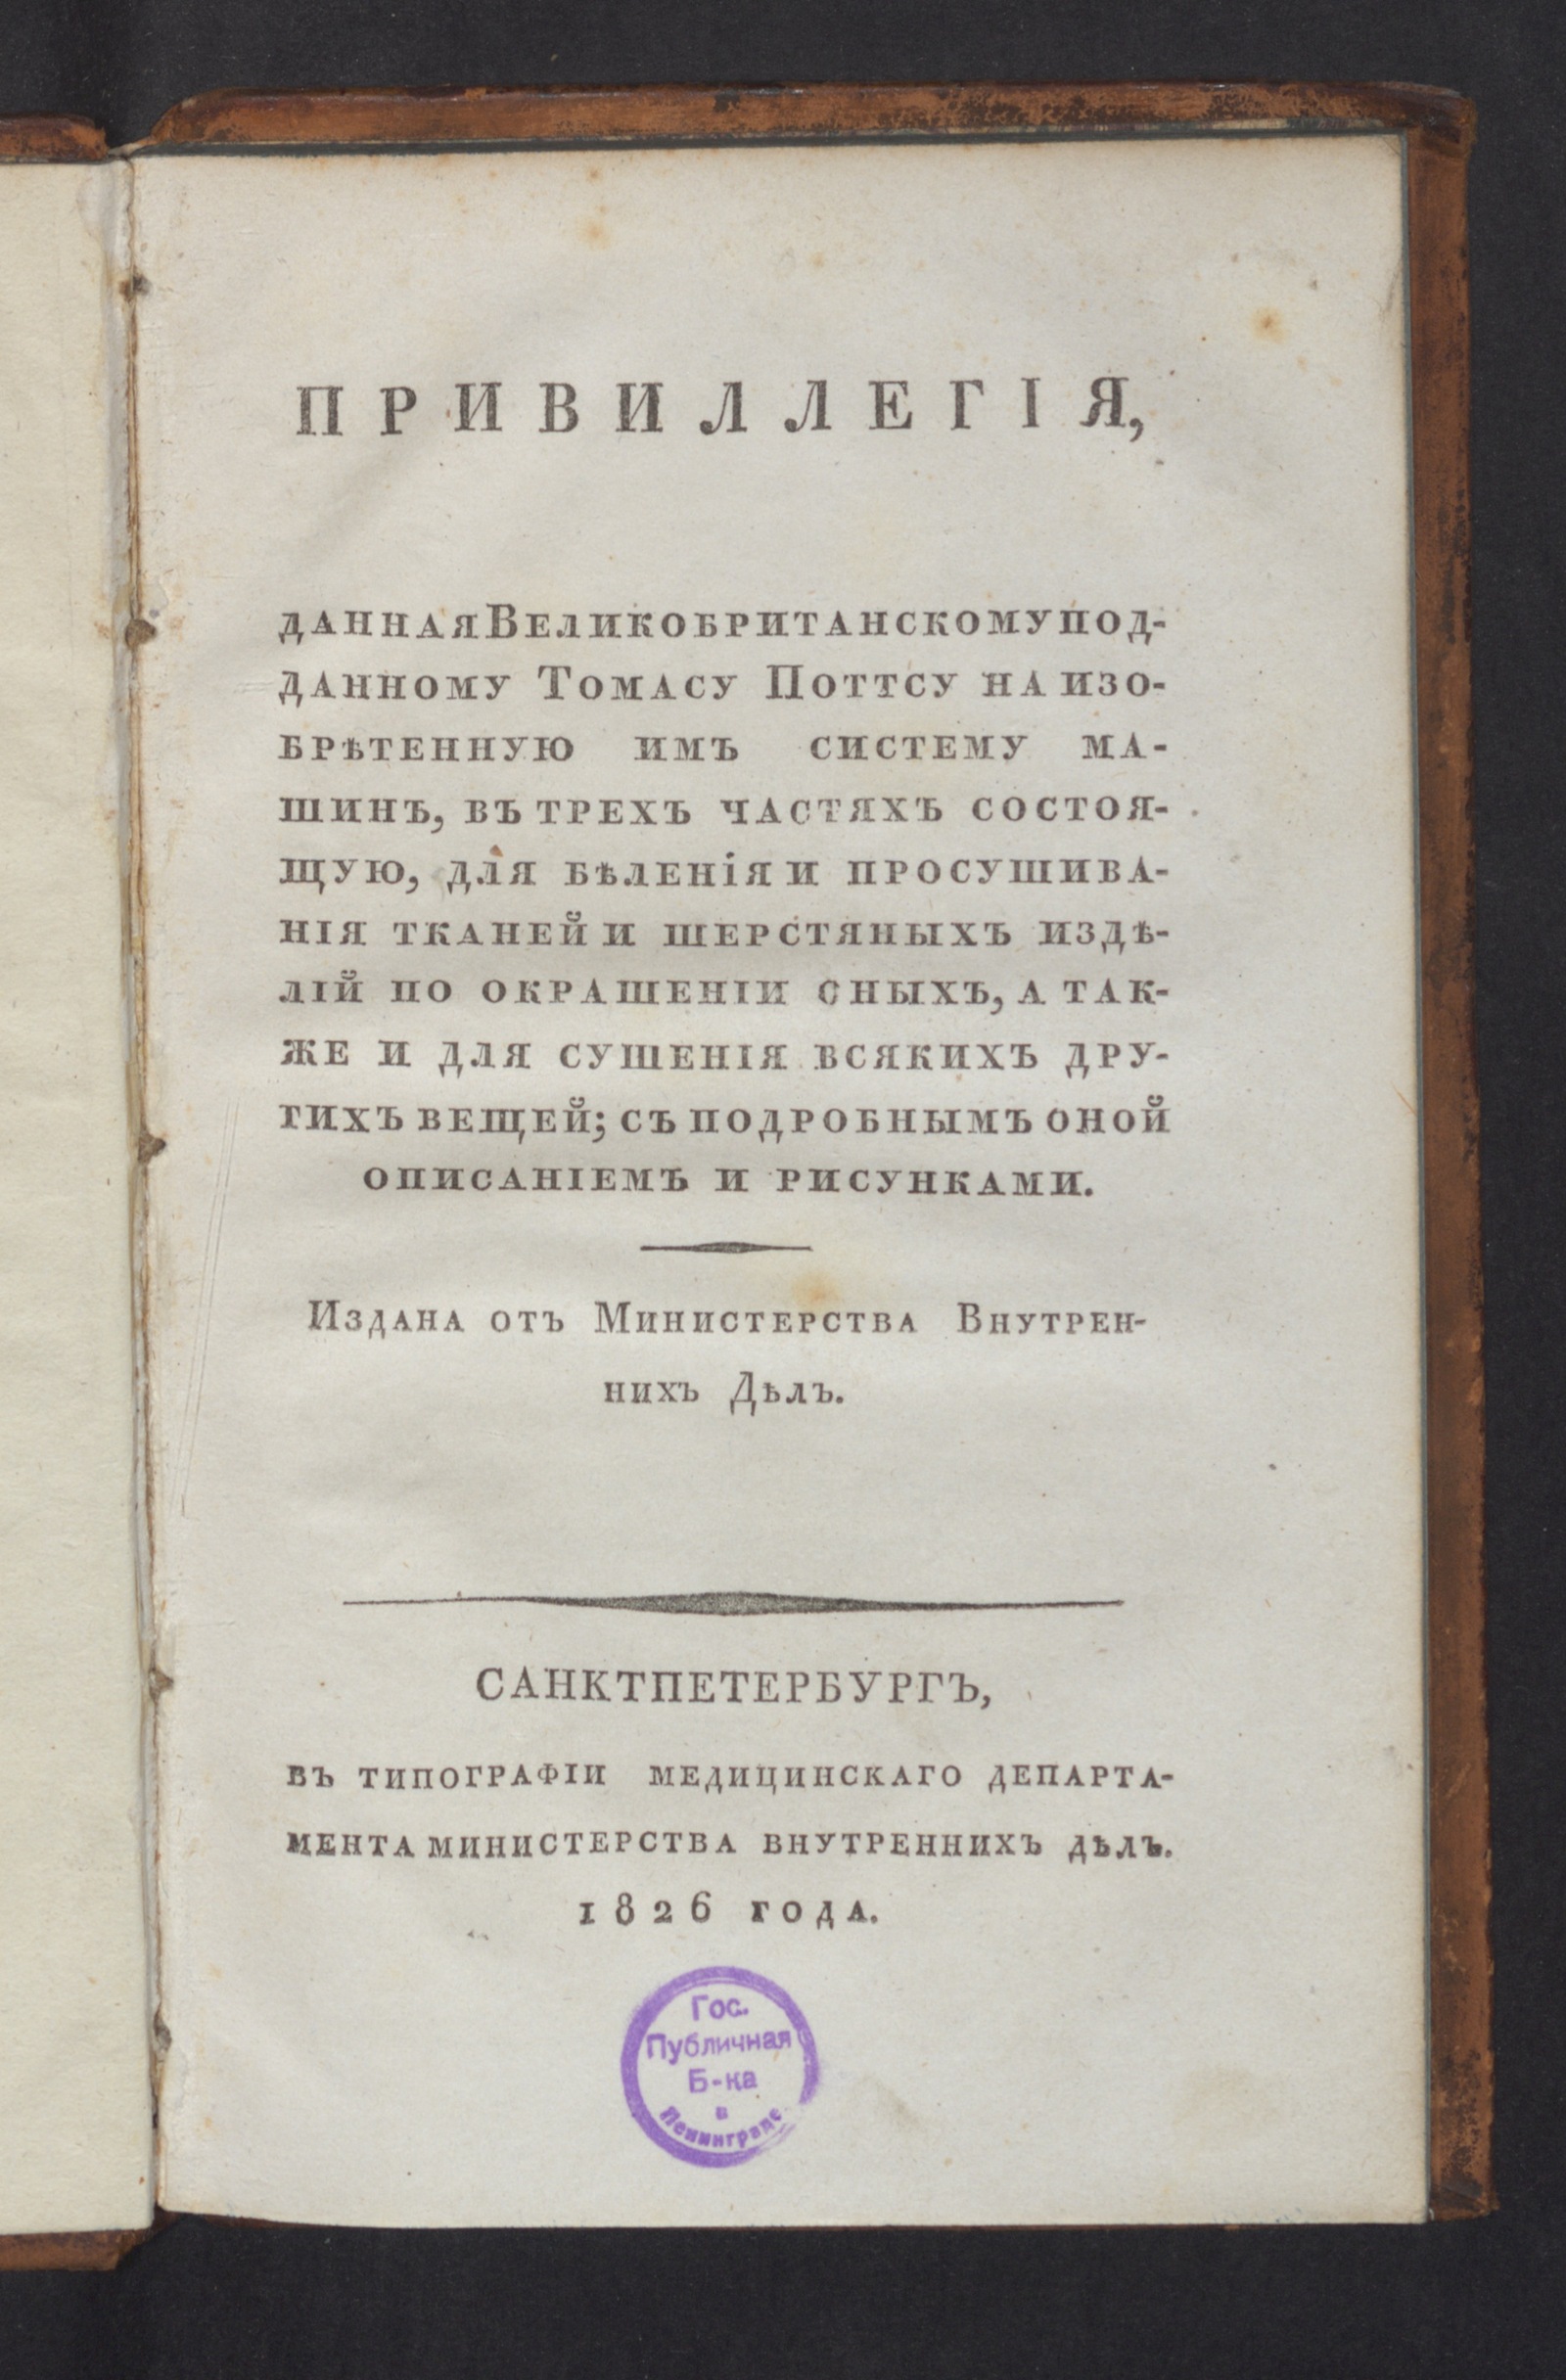 ПРИВИЛЛЕГІЯ,
ДАННАЯ ВЕЛИКОБРИТАНСКОМУ ПОД-
ДАННОМУ ТОМАСУ ПОТТСУ НА ИЗО-
БРѢТЕННУЮ ИМЪ СИСТЕМУ МА-
ШИНЪ, ВЪ ТРЕХЪ ЧАСТЯХЪ СОСТОЯ-
ЩУЮ, ДЛЯ БѢЛЕНІЯ И ПРОСУШИВА-
НІЯ ТКАНЕЙ И ШЕРСТЯНЫХЪ ИЗДѢ-
ЛІЙ ПО ОКРАШЕНІИ ОНЫХЪ, А ТАК-
ЖЕ И ДЛЯ СУШЕНІЯ ВСЯКИХЪ ДРУ-
ГИХЪ ВЕЩЕЙ; СЪ ПОДРОБНЫМЪ ОНОЙ
ОПИСАНІЕМЪ И РИСУНКАМИ.
ИЗДАНА ОТЪ МИНИСТЕРСТВА ВНУТРЕН-
НИХЪ ДѢЛЪ.
САНКТПЕТЕРБУРГЪ,
ВЪ ТИПОГРАФІИ МЕДИЦИНСКАГО ДЕПАРТА-
МЕНТА МИНИСТЕРСТВА ВНУТРЕННИХЪ ДѢЛЪ.
1826 ГОДА.
Гос.
Публичная
Б-ка
в
Ленинграде